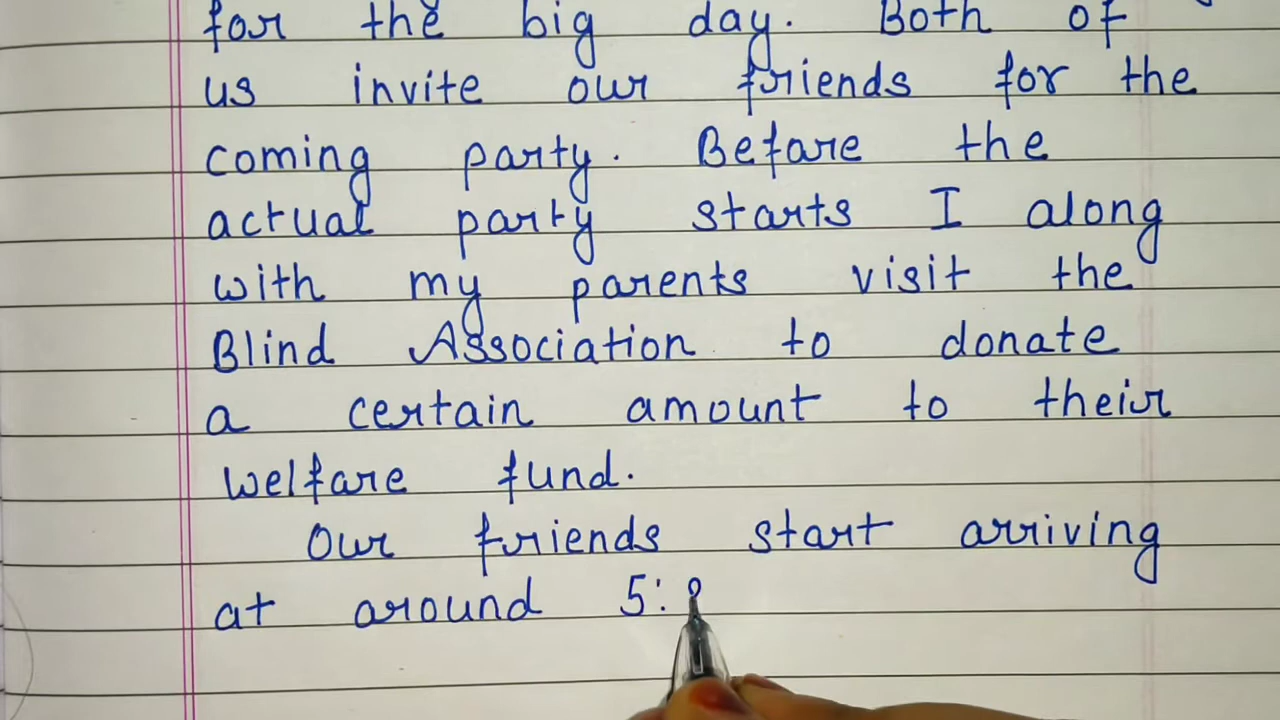 for the big day. Both of
us invite our friends for the
coming party. Before the
actual party starts I along
with my parents visit the
Blind Association to donate
a certain amount to their
welfare fund.
Our friends start arriving
at around 5: